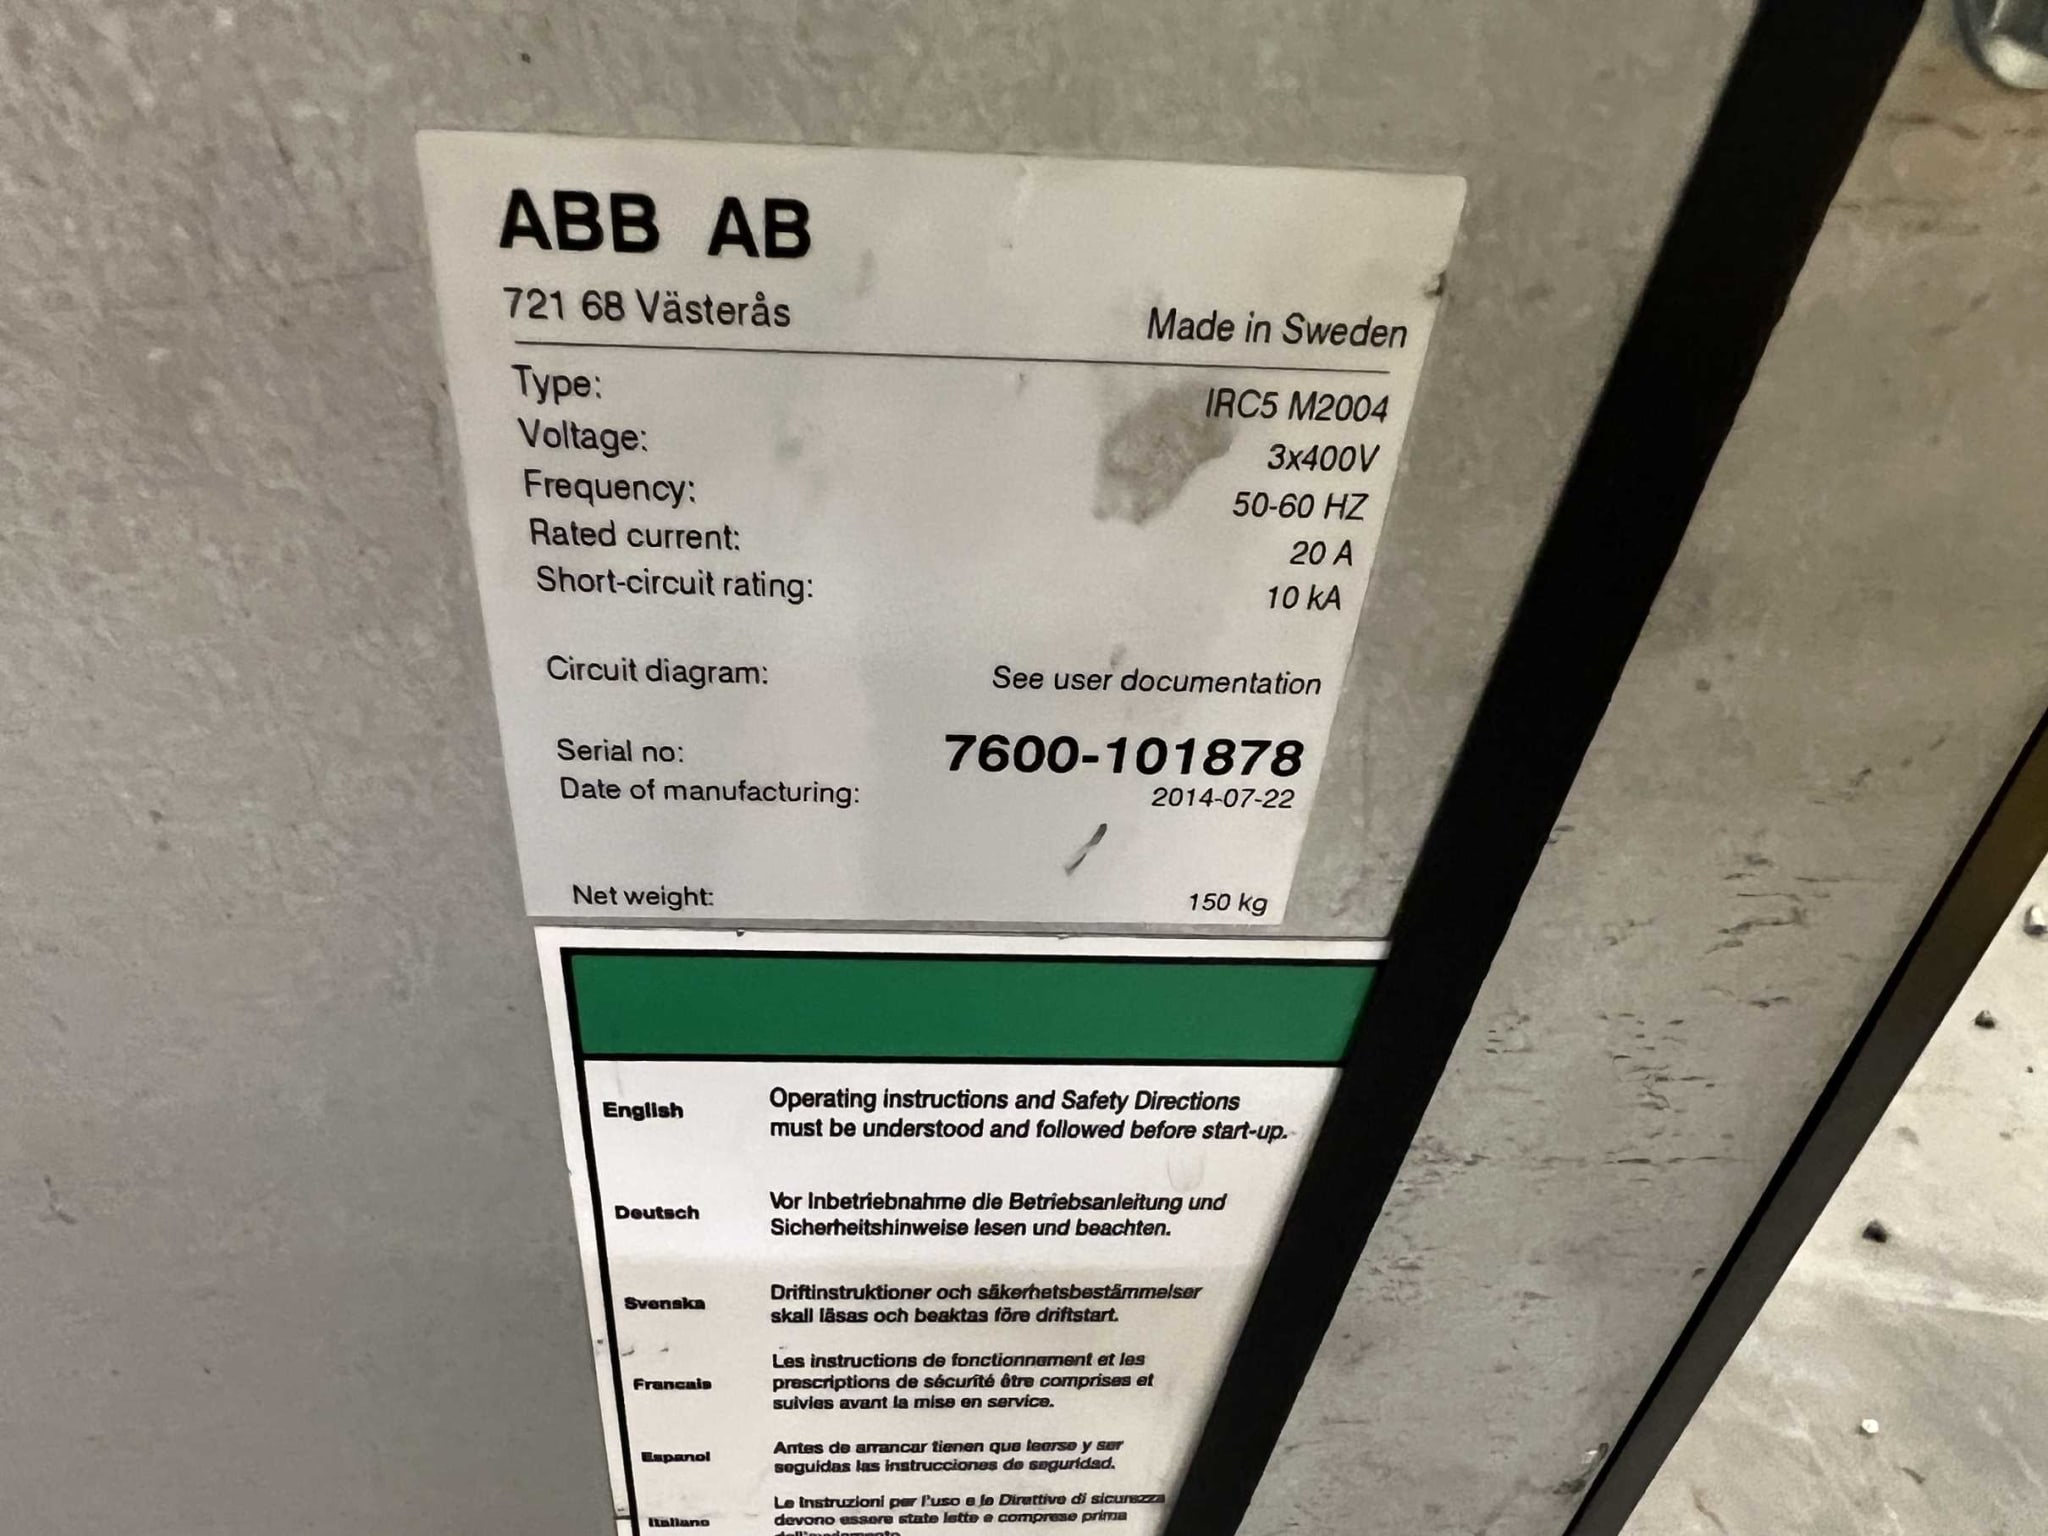 ABB AB
721 68 Västerås
Made in Sweden
Type: IRC5 M2004
Voltage: 3x400V
Frequency: 50-60 HZ
Rated current: 20 A
Short-circuit rating: 10 kA
Circuit diagram: See user documentation
Serial no: 7600-101878
Date of manufacturing: 2014-07-22
Net weight: 150 kg
English
Operating instructions and Safety Directions
must be understood and followed before start-up.
Deutsch
Vor Inbetriebnahme die Betriebsanleitung und
Sicherheitshinweise lesen und beachten.
Svenska
Driftinstruktioner och säkerhetsbestämmelser
skall läsas och beaktas före driftstart.
Francais
Les instructions de fonctionnement et les
prescriptions de sécurité être comprises et
suivies avant la mise en service.
Espanol
Antes de arrancar tienen que leerse y ser
seguidas las instrucciones de seguridad.
Italiano
Le Instruzioni per l'uso e le Direttive di sicurezza
devono essere state lette e comprese prima